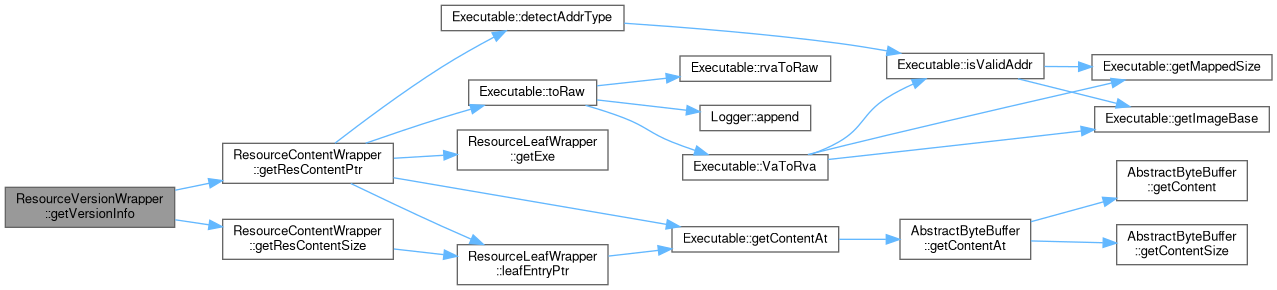 ResourceVersionWrapper
::getVersionInfo
ResourceContentWrapper
::getResContentPtr
ResourceContentWrapper
::getResContentSize
Executable::detectAddrType
Executable::toRaw
ResourceLeafWrapper
::getExe
ResourceLeafWrapper
::leafEntryPtr
Executable::rvaToRaw
Logger::append
Executable::VaToRva
Executable::getContentAt
Executable::isValidAddr
AbstractByteBuffer
::getContentAt
Executable::getMappedSize
Executable::getImageBase
AbstractByteBuffer
::getContent
AbstractByteBuffer
::getContentSize